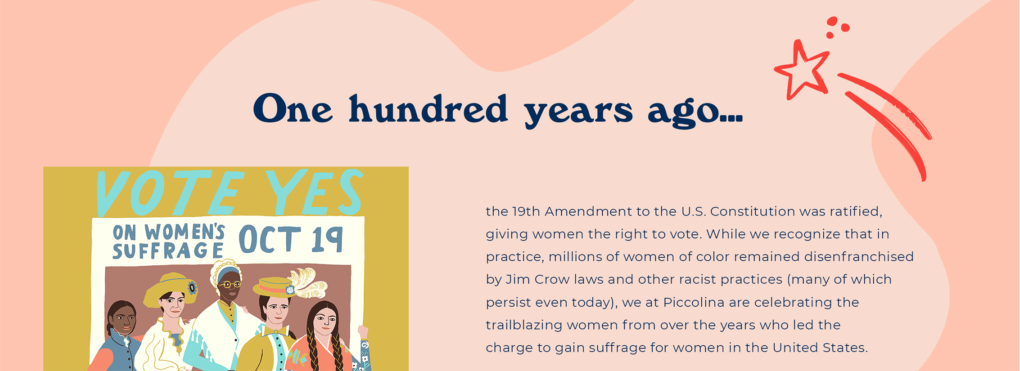 One hundred years ago...
VOTE YES
ON WOMEN'S
SUFFRAGE
OCT 19
the 19th Amendment to the U.S. Constitution was ratified,
giving women the right to vote. While we recognize that in
practice, millions of women of color remained disenfranchised
by Jim Crow laws and other racist practices (many of which
persist even today), we at Piccolina are celebrating the
trailblazing women from over the years who led the
charge to gain suffrage for women in the United States.